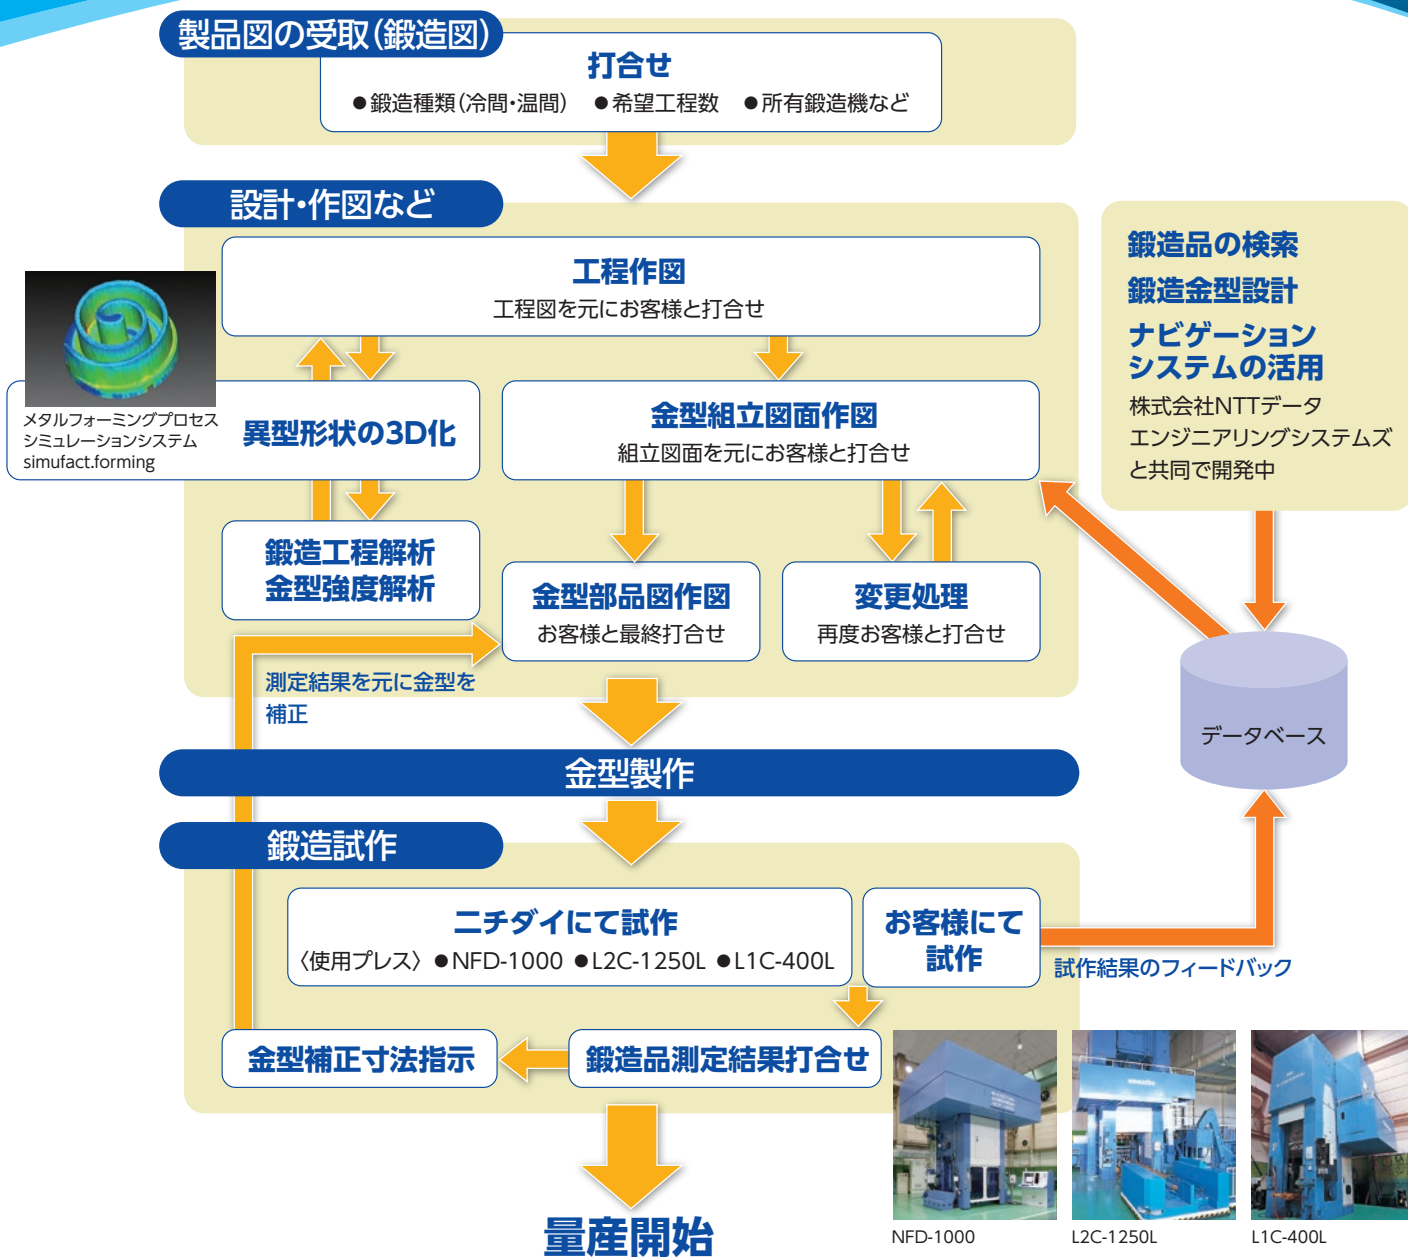 製品図の受取（鍛造図）
打合せ
●鍛造種類（冷間・温間） ●希望工程数 ●所有鍛造機など
設計・作図など
工程作図
工程図を元にお客様と打合せ
メタルフォーミングプロセス
シミュレーションシステム
simufact.forming
異型形状の3D化
金型組立図面作図
組立図面を元にお客様と打合せ
鍛造工程解析
金型強度解析
金型部品図作図
お客様と最終打合せ
変更処理
再度お客様と打合せ
測定結果を元に金型を
補正
鍛造品の検索
鍛造金型設計
ナビゲーション
システムの活用
株式会社NTTデータ
エンジニアリングシステムズ
と共同で開発中
データベース
金型製作
鍛造試作
ニチダイにて試作
〈使用プレス〉 ●NFD-1000 ●L2C-1250L ●L1C-400L
お客様にて
試作
試作結果のフィードバック
金型補正寸法指示
鍛造品測定結果打合せ
量産開始
NFD-1000
L2C-1250L
L1C-400L